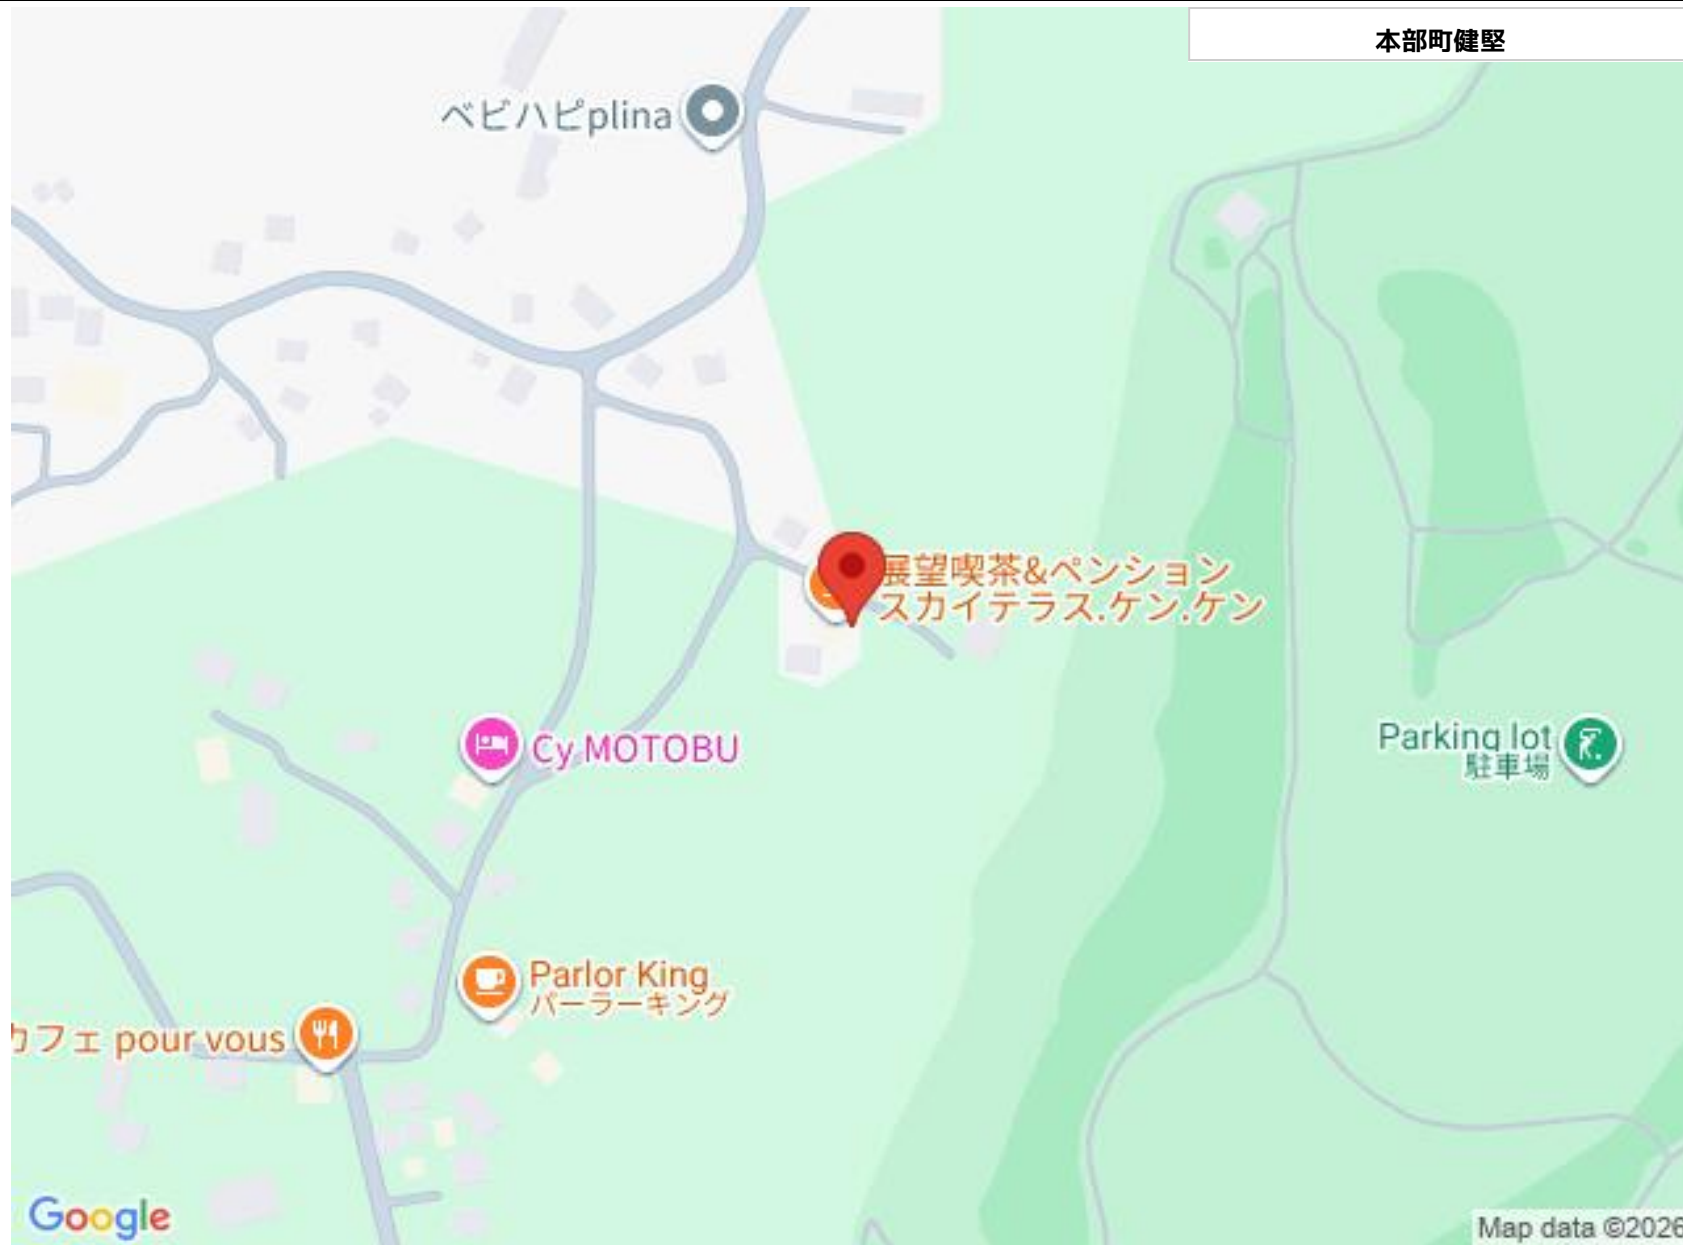 本部町健堅
ベビハピplina
展望喫茶&ペンション
スカイテラス.ケン.ケン
Cy MOTOBU
Parking lot
駐車場
Parlor King
パーラーキング
カフェ pour vous
Google
Map data ©2026